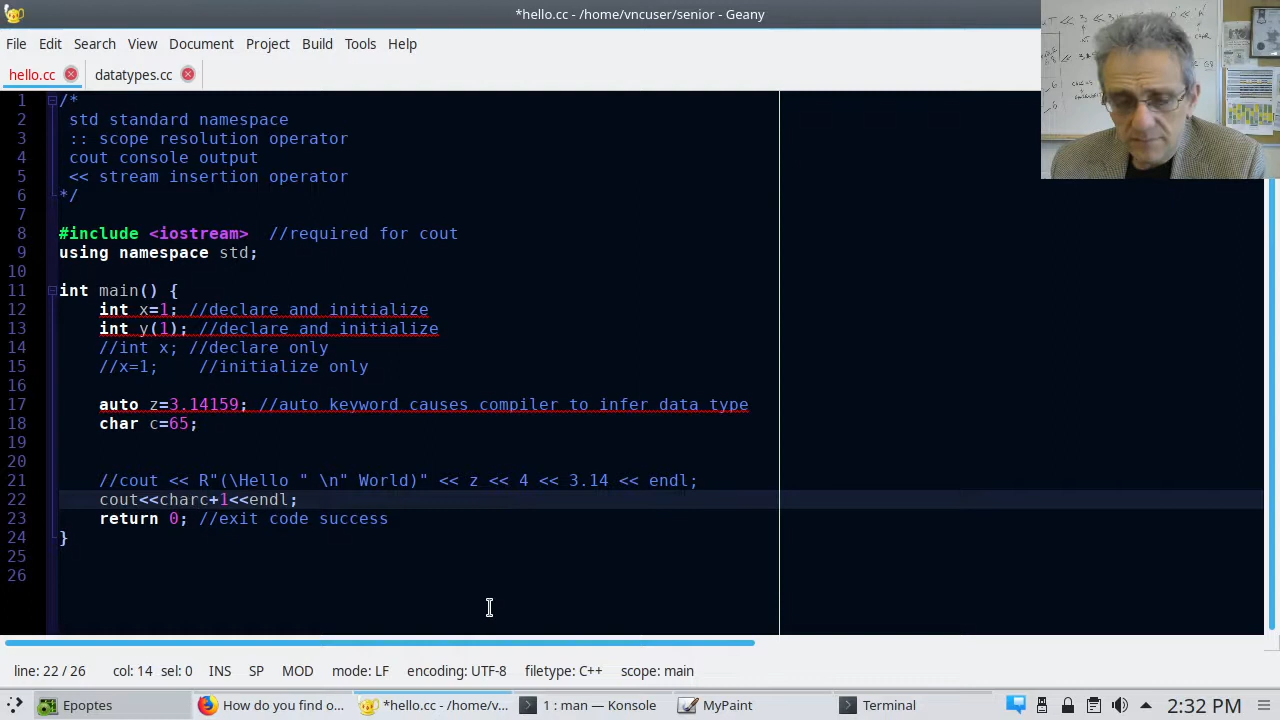 *hello.cc - /home/vncuser/senior - Geany
File Edit Search View Document Project Build Tools Help
hello.cc datatypes.cc
1 /*
2 std standard namespace
3 :: scope resolution operator
4 cout console output
5 << stream insertion operator
6 */
7
8 #include <iostream> //required for cout
9 using namespace std;
10
11 int main() {
12 int x=1; //declare and initialize
13 int y(1); //declare and initialize
14 //int x; //declare only
15 //x=1; //initialize only
16
17 auto z=3.14159; //auto keyword causes compiler to infer data type
18 char c=65;
19
20
21 //cout << R"(\Hello " \n" World)" << z << 4 << 3.14 << endl;
22 cout<<charc+1<<endl;
23 return 0; //exit code success
24 }
25
26
line: 22 / 26 col: 14 sel: 0 INS SP MOD mode: LF encoding: UTF-8 filetype: C++ scope: main
Epoptes How do you find o... *hello.cc - /home/v... 1 : man — Konsole MyPaint Terminal 2:32 PM